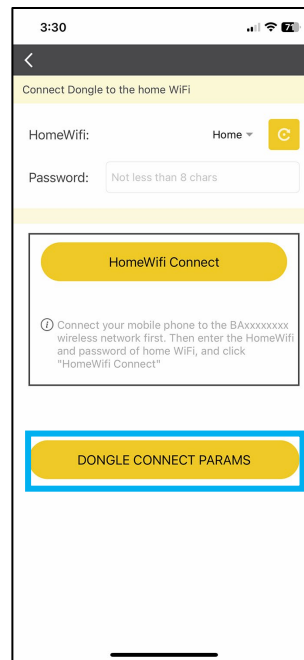 3:30
71
Connect Dongle to the home WiFi
HomeWifi:
Home
Password:
Not less than 8 chars
HomeWifi Connect
Connect your mobile phone to the BAxxxxxxxx
wireless network first. Then enter the HomeWifi
and password of home WiFi, and click
"HomeWifi Connect"
DONGLE CONNECT PARAMS